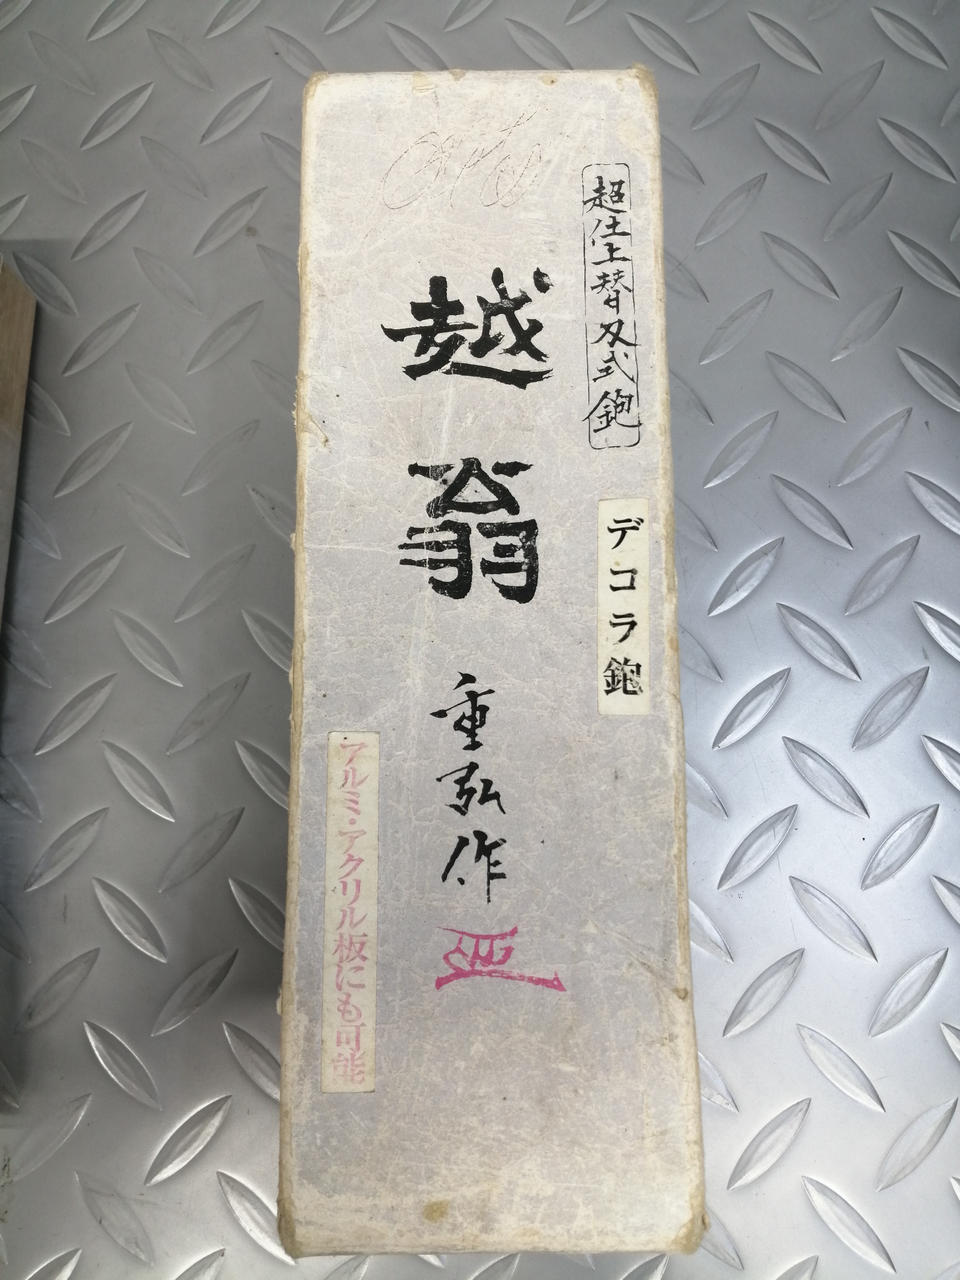 超仕上替刃式鉋
デコラ鉋
越翁
重弘作
アルミ・アクリル板にも可能